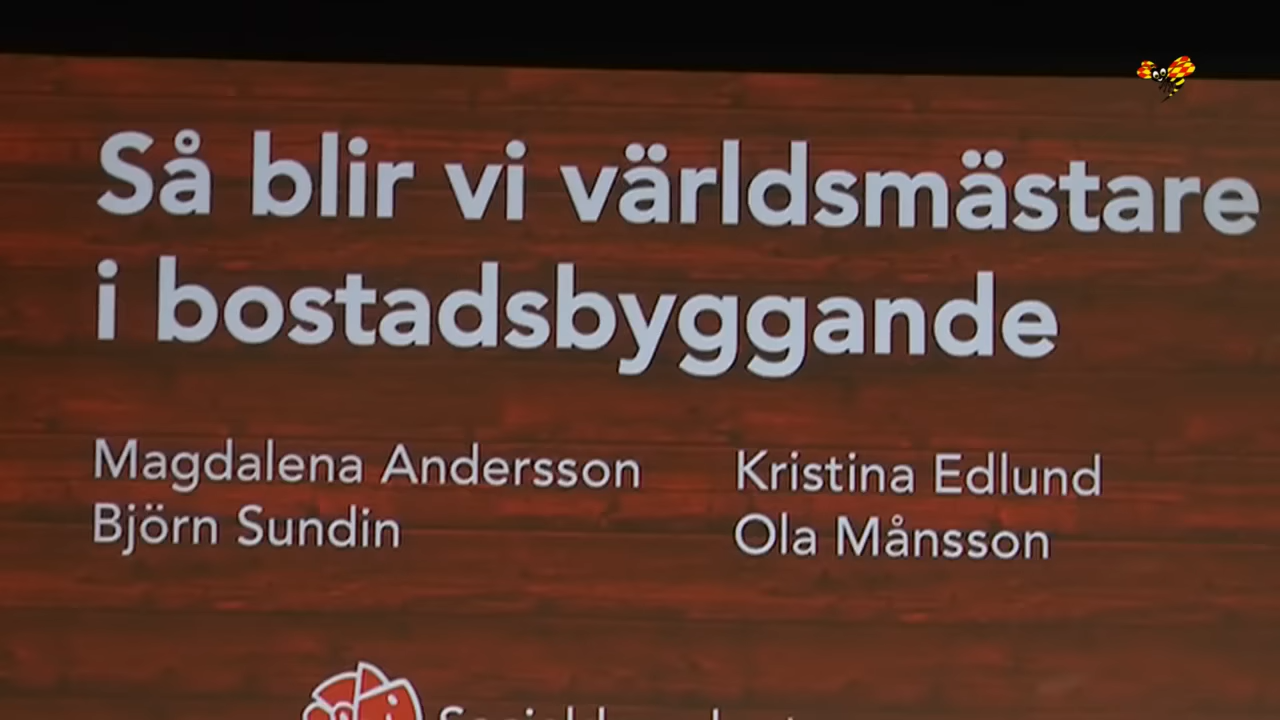 Så blir vi världsmästare
i bostadsbyggande
Magdalena Andersson
Björn Sundin
Kristina Edlund
Ola Månsson